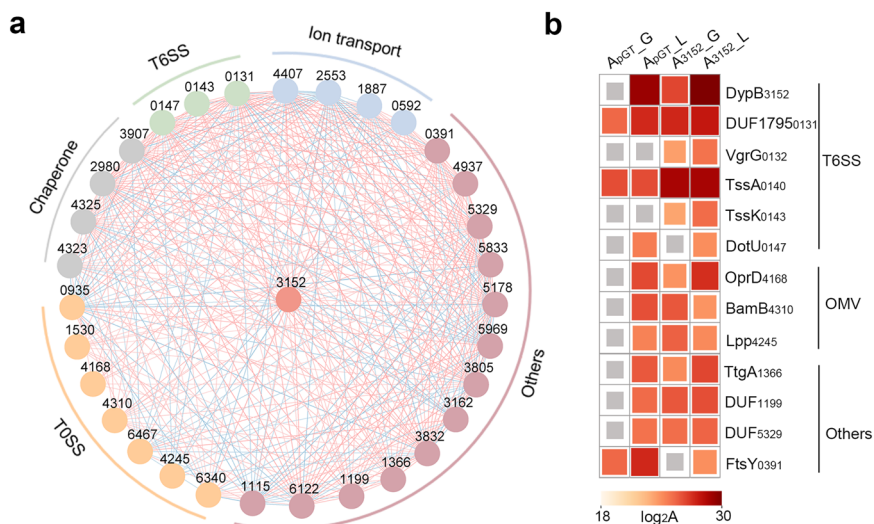 a
T6SS
Ion transport
Chaperone
T0SS
Others
0147
0143
0131
4407
2553
1887
0592
0391
4937
5329
5833
5178
5969
3805
3162
3832
1366
1199
6122
1115
6340
4245
6467
4310
4168
1530
0935
4323
4325
2980
3907
3152
b
ApGT_G
ApGT_L
A3152_G
A3152_L
DypB3152
DUF17950131
VgrG0132
TssA0140
TssK0143
DotU0147
OprD4168
BamB4310
Lpp4245
TtgA1366
DUF1199
DUF5329
FtsY0391
T6SS
OMV
Others
18
log2A
30